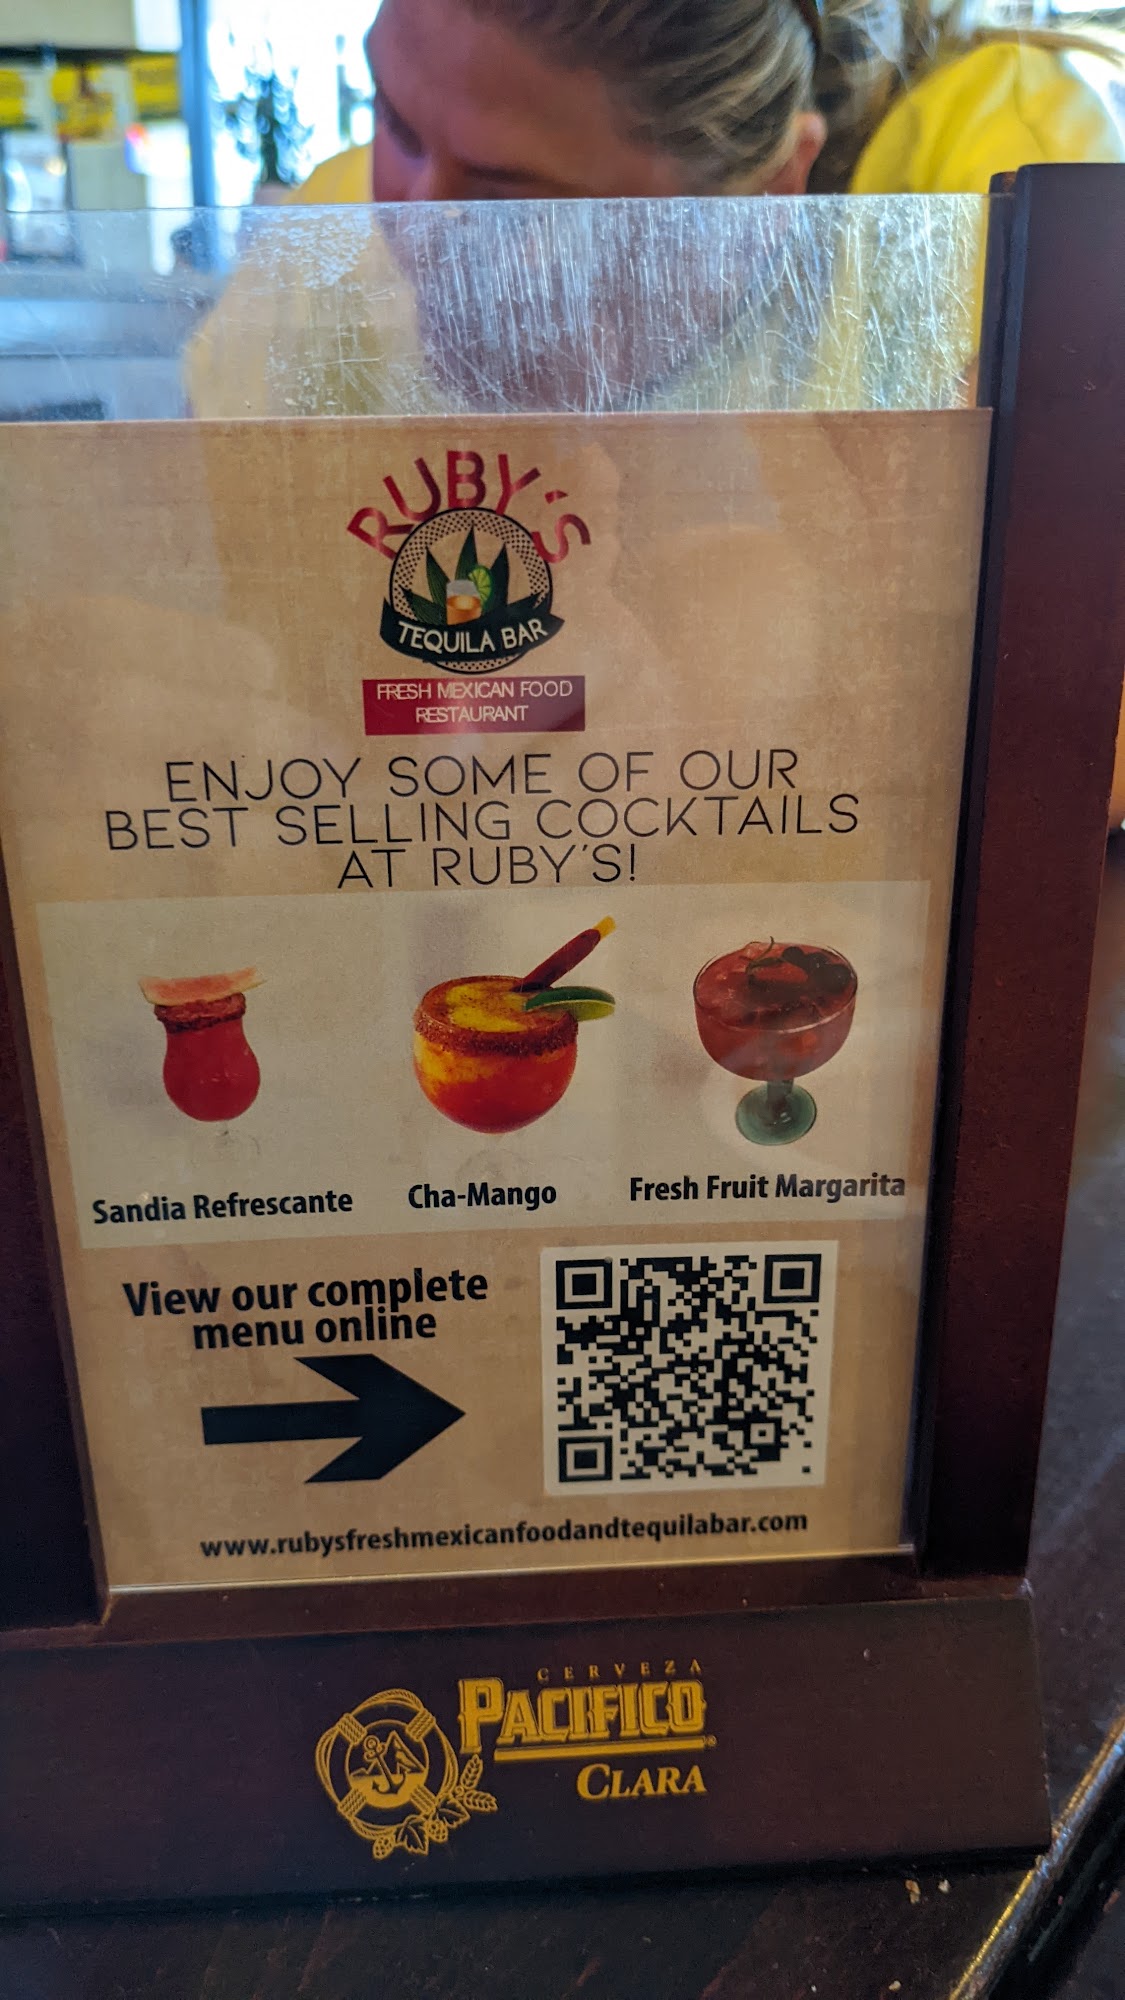 RUBY'S
TEQUILA BAR
FRESH MEXICAN FOOD
RESTAURANT
ENJOY SOME OF OUR
BEST SELLING COCKTAILS
AT RUBY'S!
Sandia Refrescante
Cha-Mango
Fresh Fruit Margarita
View our complete
menu online
www.rubysfreshmexicanfoodandtequilabar.com
CERVEZA
PACIFICO®
CLARA